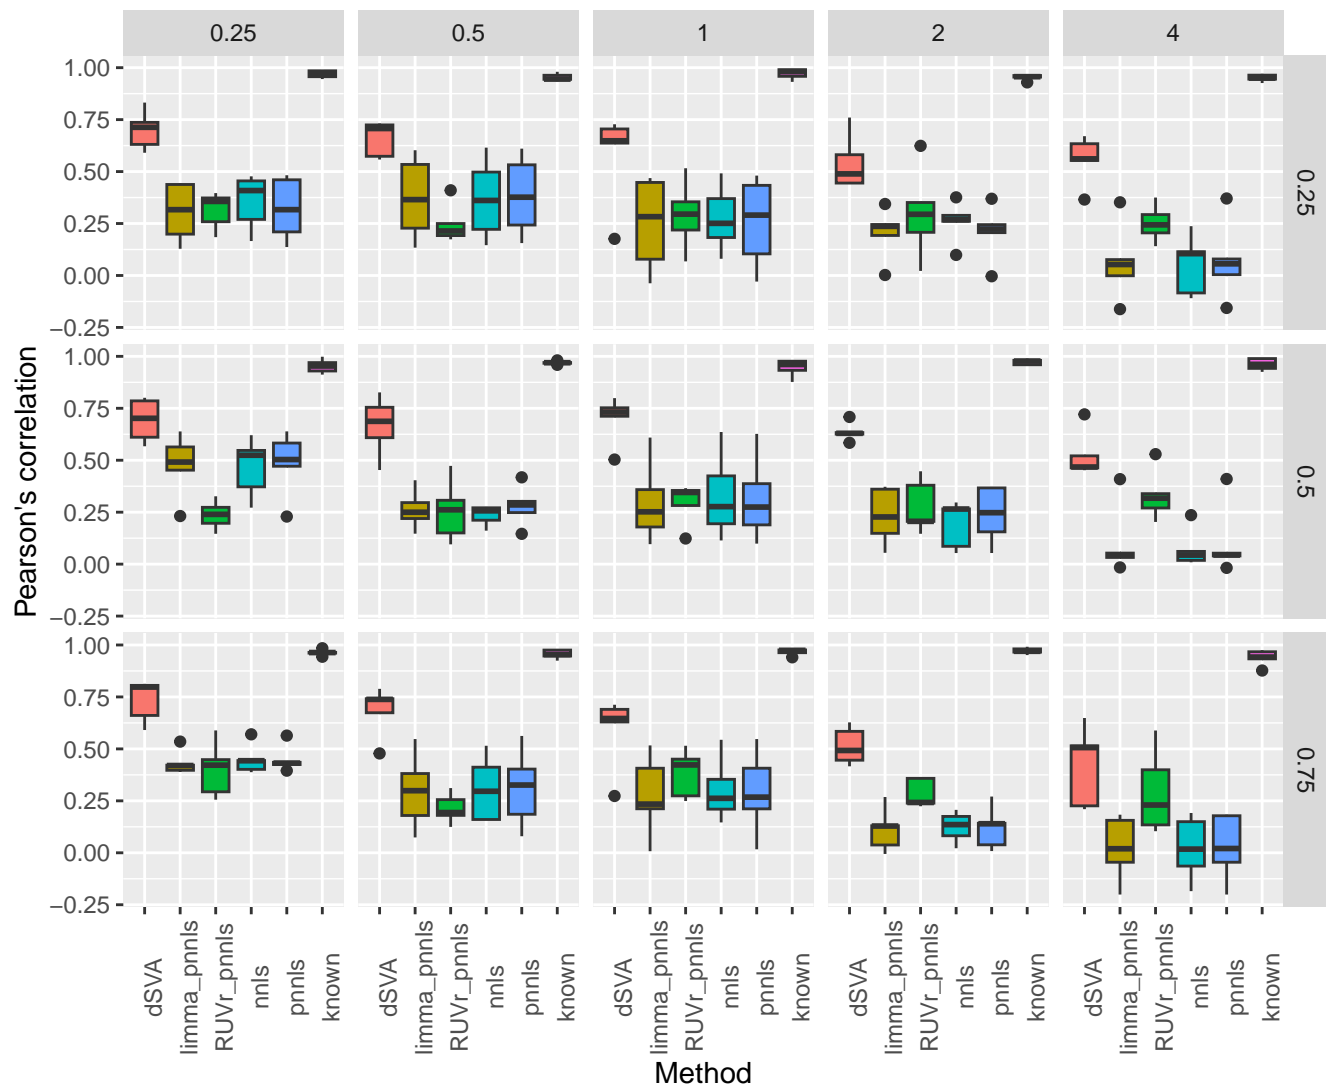 0.25
0.5
1
2
4
1.00
0.75
0.50
0.25
0.00
−0.25
0.25
1.00
0.75
0.50
0.25
0.00
−0.25
0.5
1.00
0.75
0.50
0.25
0.00
−0.25
0.75
Pearson's correlation
dSVA
limma_pnnls
RUVr_pnnls
nnls
pnnls
known
dSVA
limma_pnnls
RUVr_pnnls
nnls
pnnls
known
dSVA
limma_pnnls
RUVr_pnnls
nnls
pnnls
known
dSVA
limma_pnnls
RUVr_pnnls
nnls
pnnls
known
dSVA
limma_pnnls
RUVr_pnnls
nnls
pnnls
known
Method